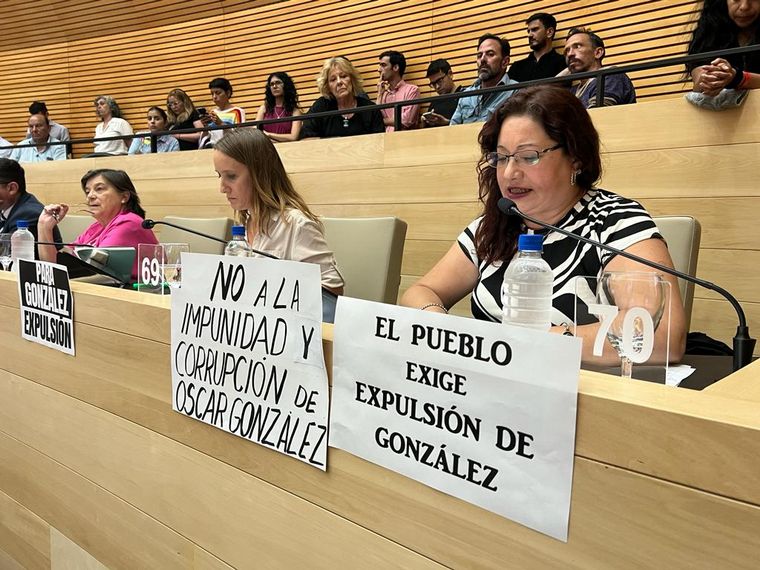 PARA
GONZÁLEZ
EXPULSIÓN
69
NO A LA
IMPUNIDAD Y
CORRUPCIÓN DE
OSCAR GONZÁLEZ
EL PUEBLO
EXIGE
EXPULSIÓN DE
GONZÁLEZ
70